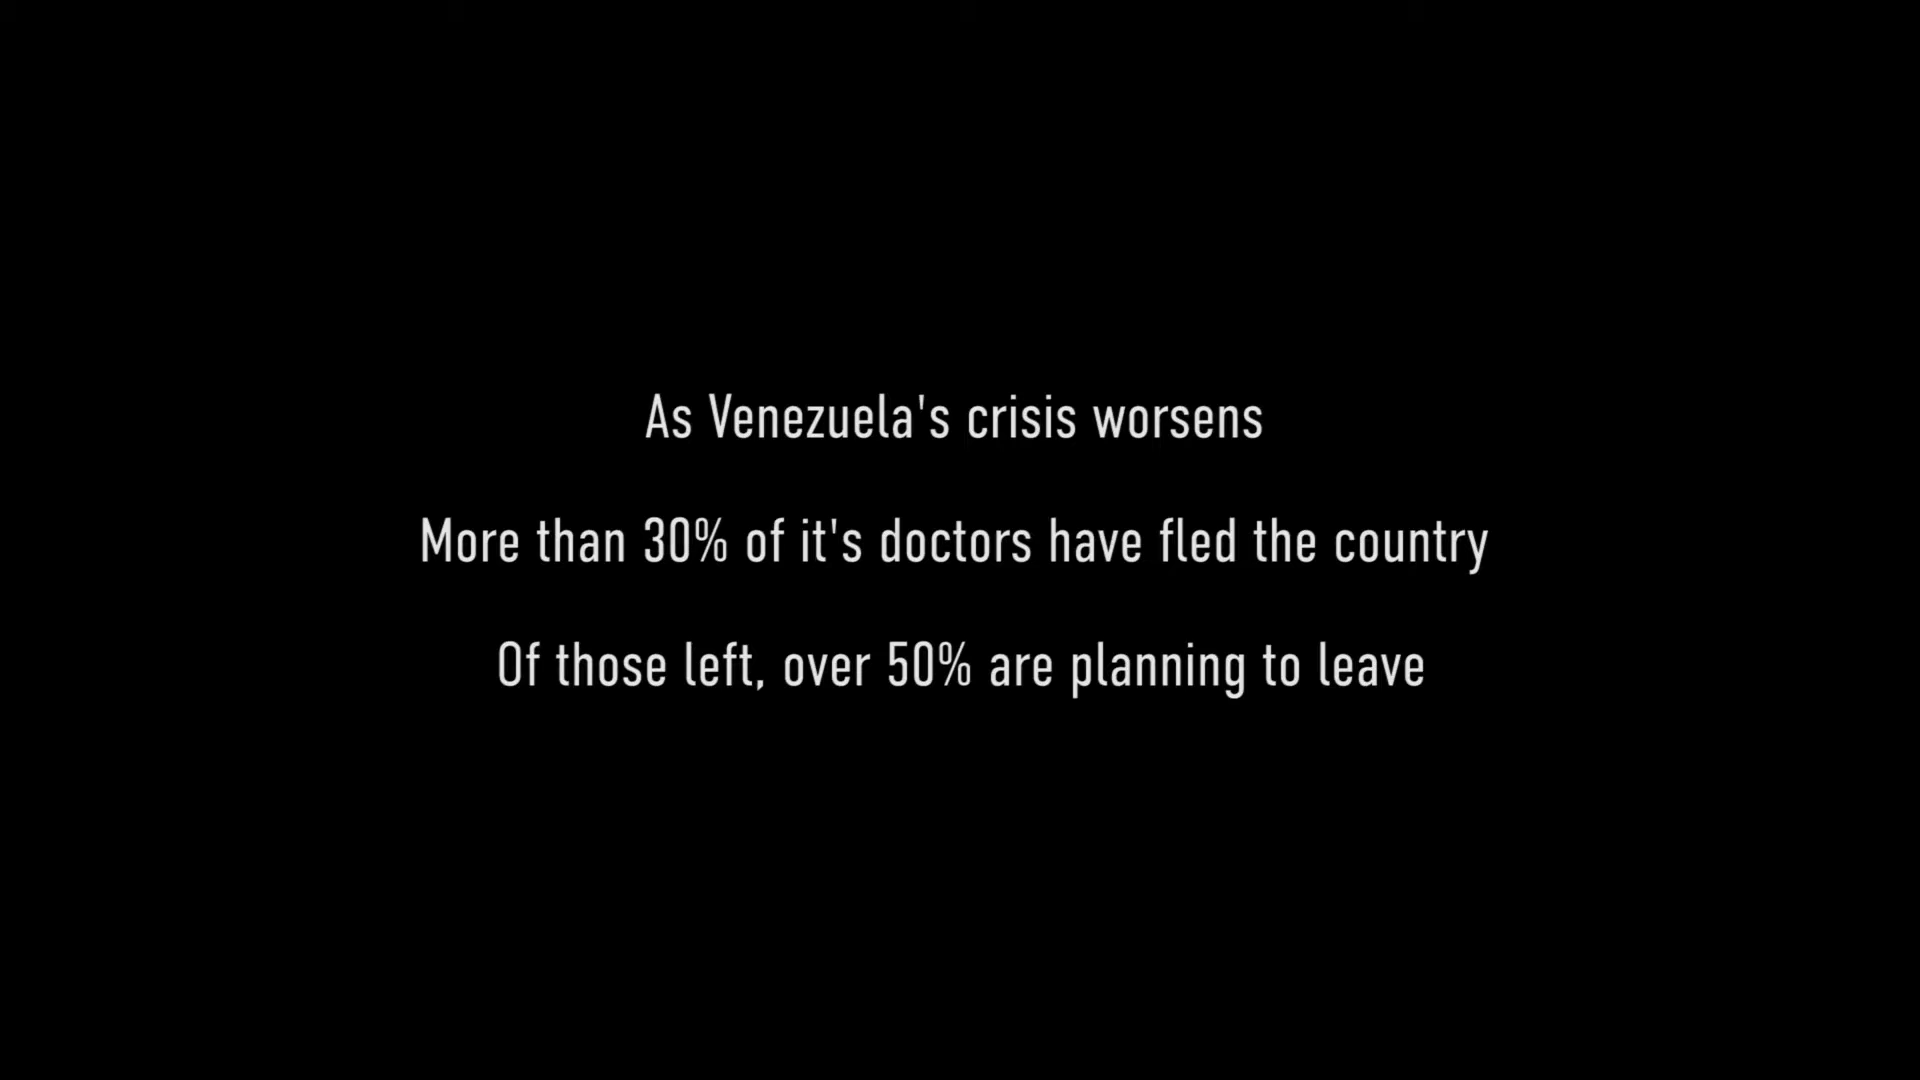 As Venezuela's crisis worsens
More than 30% of it's doctors have fled the country
Of those left, over 50% are planning to leave